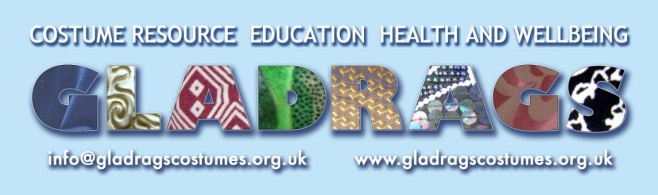 COSTUME RESOURCE EDUCATION HEALTH AND WELLBEING
GLADRAGS
info@gladragscostumes.org.uk www.gladragscostumes.org.uk